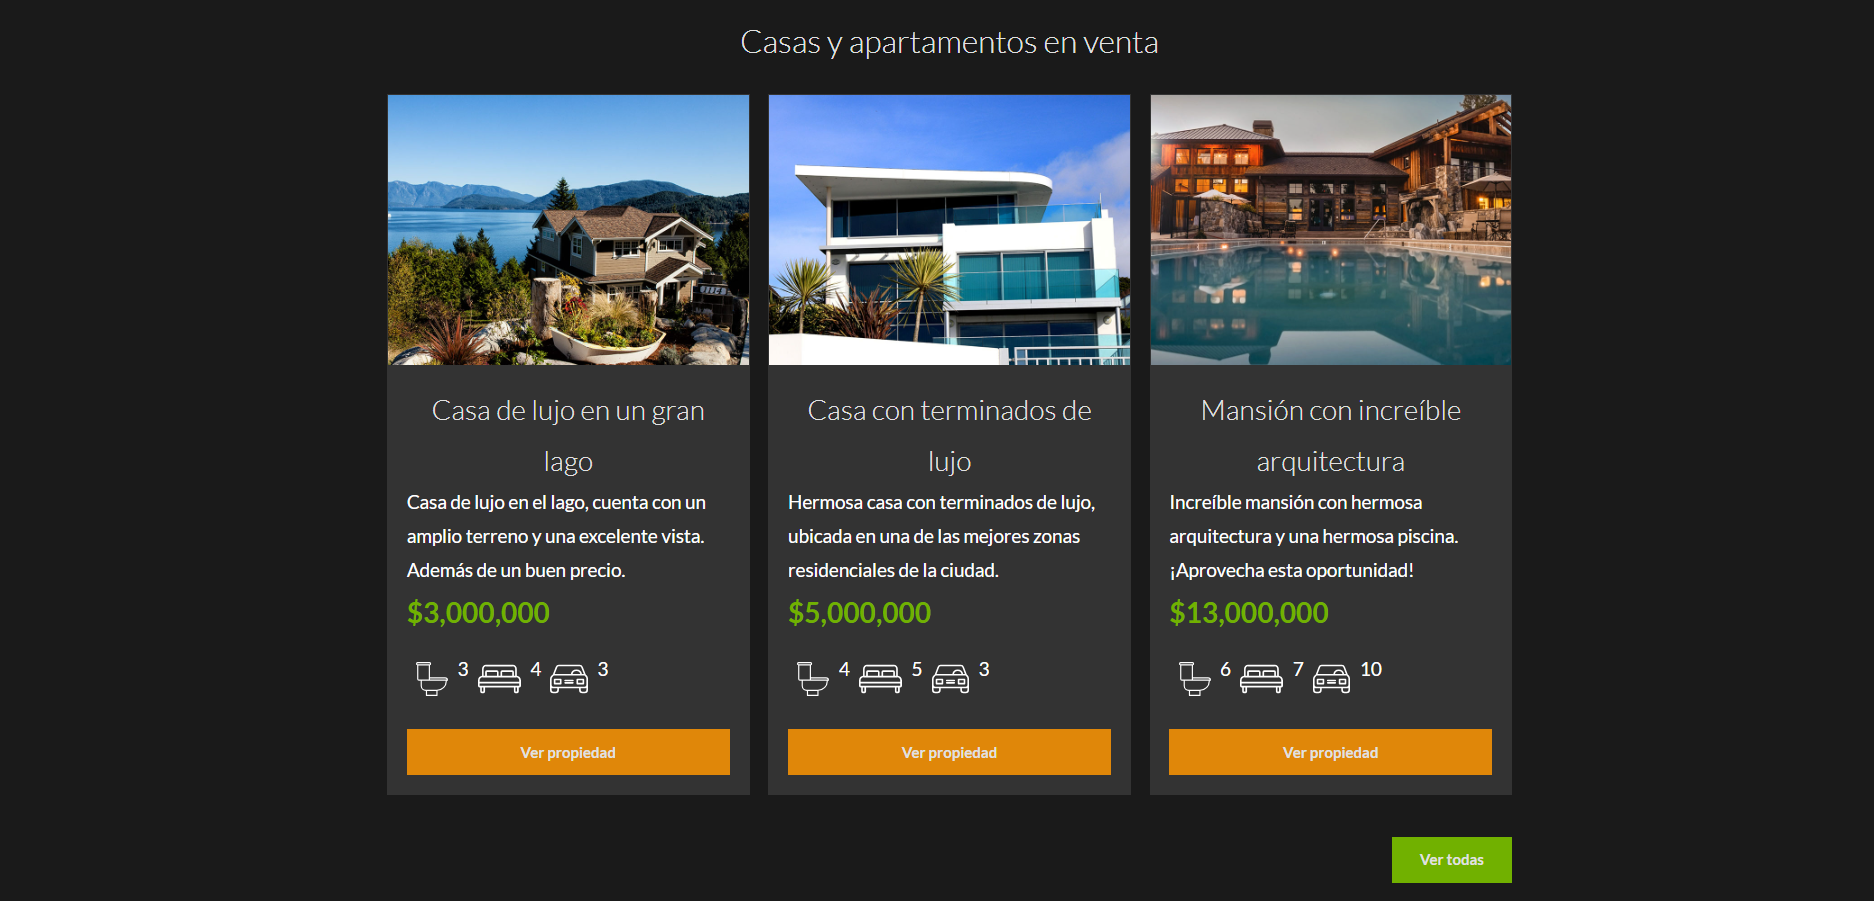 Casas y apartamentos en venta
Casa de lujo en un gran
lago
Casa de lujo en el lago, cuenta con un
amplio terreno y una excelente vista.
Además de un buen precio.
$3,000,000
3 4 3
Ver propiedad
Casa con terminados de
lujo
Hermosa casa con terminados de lujo,
ubicada en una de las mejores zonas
residenciales de la ciudad.
$5,000,000
4 5 3
Ver propiedad
Mansión con increíble
arquitectura
Increíble mansión con hermosa
arquitectura y una hermosa piscina.
¡Aprovecha esta oportunidad!
$13,000,000
6 7 10
Ver propiedad
Ver todas